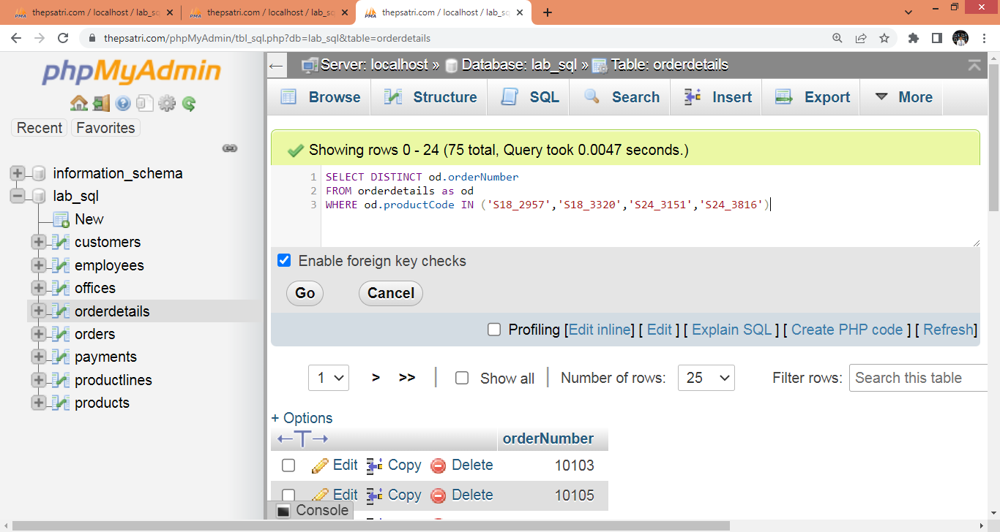 thepsatri.com / localhost / lab_sq
thepsatri.com / localhost / lab_sq
thepsatri.com / localhost / lab_sq
thepsatri.com/phpMyAdmin/tbl_sql.php?db=lab_sql&table=orderdetails
phpMyAdmin
Recent Favorites
information_schema
lab_sql
New
customers
employees
offices
orderdetails
orders
payments
productlines
products
Server: localhost » Database: lab_sql » Table: orderdetails
Browse Structure SQL Search Insert Export More
Showing rows 0 - 24 (75 total, Query took 0.0047 seconds.)
1 SELECT DISTINCT od.orderNumber
2 FROM orderdetails as od
3 WHERE od.productCode IN ('S18_2957','S18_3320','S24_3151','S24_3816')
Enable foreign key checks
Go Cancel
Profiling [Edit inline] [ Edit ] [ Explain SQL ] [ Create PHP code ] [ Refresh]
1 > >> | Show all | Number of rows: 25 Filter rows: Search this table
+ Options
←T→ orderNumber
Edit Copy Delete 10103
Edit Copy Delete 10105
Console